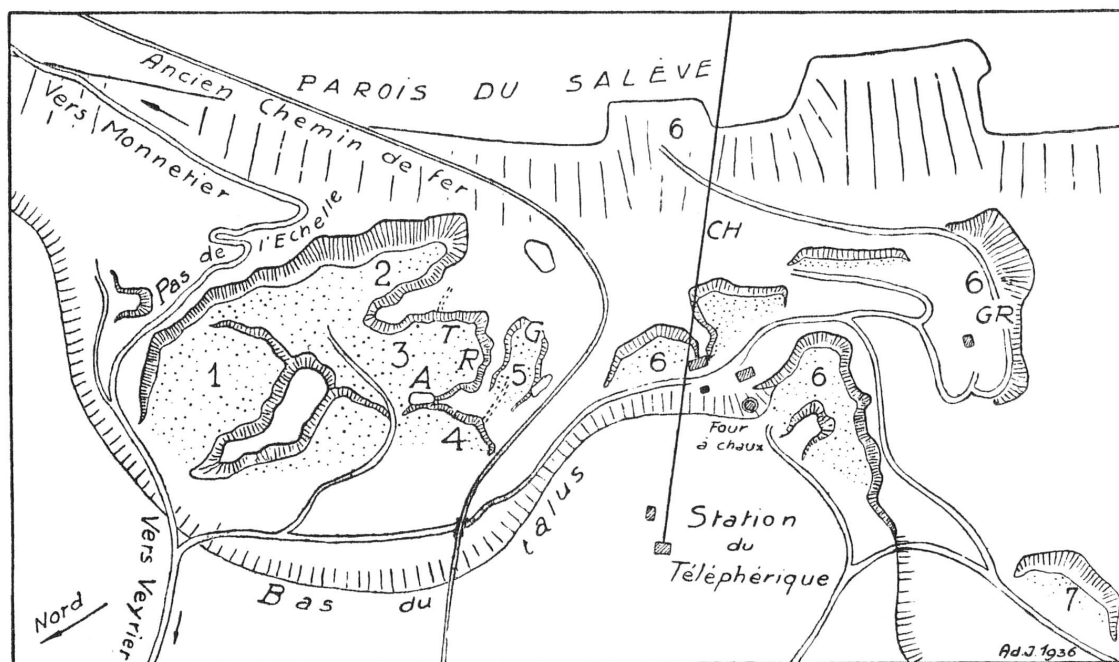 PAROIS DU SALÈVE
Ancien Chemin de fer
Vers Monnetier
Pas de l'Echelle
6
CH
2
6
GR
T
G
3
R
5
1
A
6
6
4
Four
à chaux
Station
du
Téléphérique
Bas du talus
Vers Veyrier
Nord
7
Ad.J. 1936